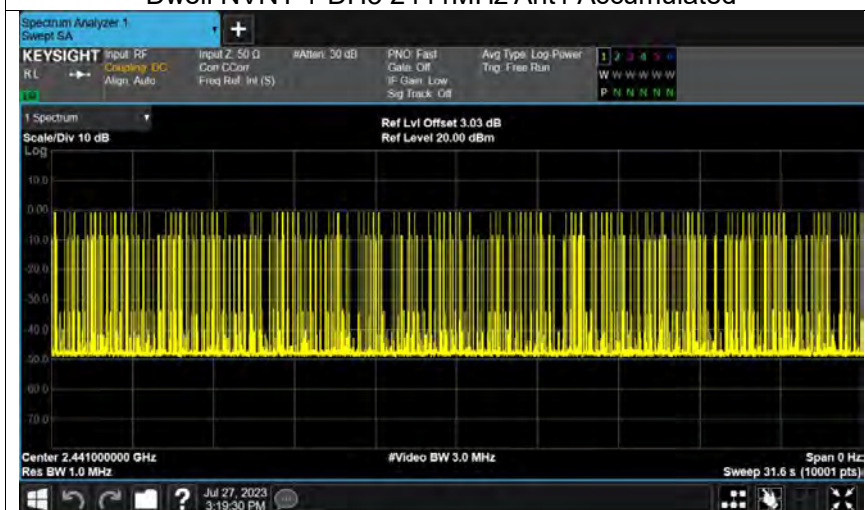 Dwell NVNT 1-DH3 2441MHz Ant1 Accumulated
Spectrum Analyzer 1
Swept SA
+
KEYSIGHT Input: RF Input Z: 50 Ω #Atten: 30 dB PNO: Fast Avg Type: Log-Power 1 2 3 4 5 6
RL Coupling: DC Corr CCorr Gate: Off Trig: Free Run W W W W W W
Align: Auto Freq Ref: Int (S) IF Gain: Low
Sig Track: Off P N N N N N
1 Spectrum Ref Lvl Offset 3.03 dB
Scale/Div 10 dB Ref Level 20.00 dBm
Log
10.0
0.00
-10.0
-20.0
-30.0
-40.0
-50.0
-60.0
-70.0
Center 2.441000000 GHz #Video BW 3.0 MHz Span 0 Hz
Res BW 1.0 MHz Sweep 31.6 s (10001 pts)
? Jul 27, 2023
3:19:30 PM